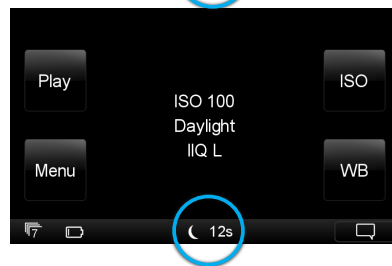 Play
ISO
ISO 100
Daylight
IIQ L
Menu
WB
7
12s